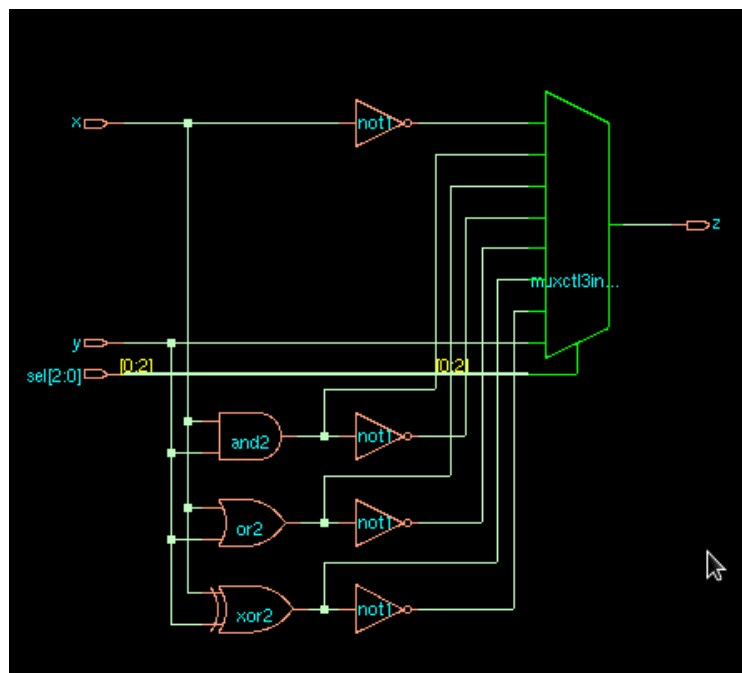 x
not1
z
muxctl3in...
y
sel[2:0]
[0:2]
[0:2]
and2
not1
or2
not1
xor2
not1